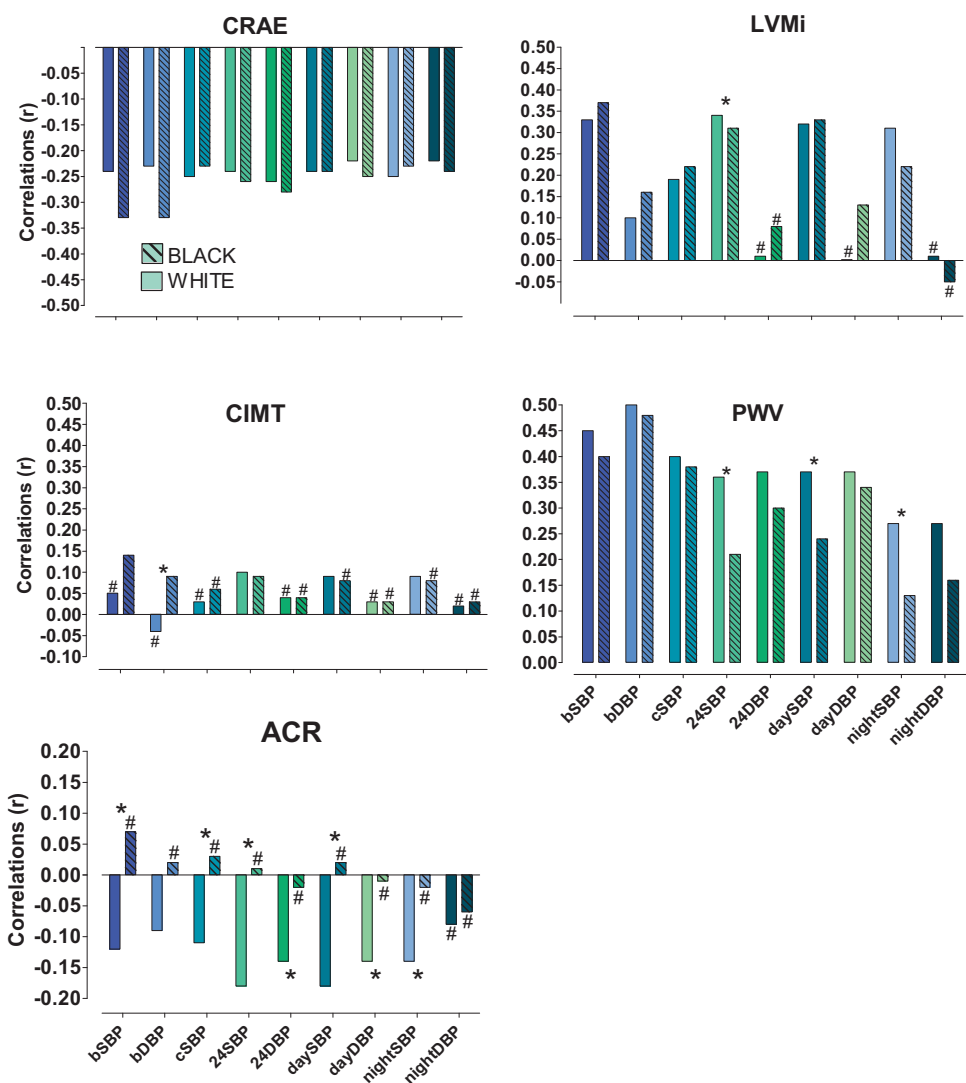 CRAE
Correlations (r)
-0.05
-0.10
-0.15
-0.20
-0.25
-0.30
-0.35
-0.40
-0.45
-0.50
BLACK
WHITE
LVMi
0.50
0.45
0.40
0.35
0.30
0.25
0.20
0.15
0.10
0.05
0.00
-0.05
*
# #
#
# #
CIMT
Correlations (r)
0.50
0.45
0.40
0.35
0.30
0.25
0.20
0.15
0.10
0.05
0.00
-0.05
-0.10
# * # # # # # # # # # #
#
PWV
0.50
0.45
0.40
0.35
0.30
0.25
0.20
0.15
0.10
0.05
0.00
* * *
bSBP
bDBP
cSBP
24SBP
24DBP
daySBP
dayDBP
nightSBP
nightDBP
ACR
Correlations (r)
0.20
0.15
0.10
0.05
0.00
-0.05
-0.10
-0.15
-0.20
* # # * # * # * #
# # # # #
* * *
bSBP
bDBP
cSBP
24SBP
24DBP
daySBP
dayDBP
nightSBP
nightDBP